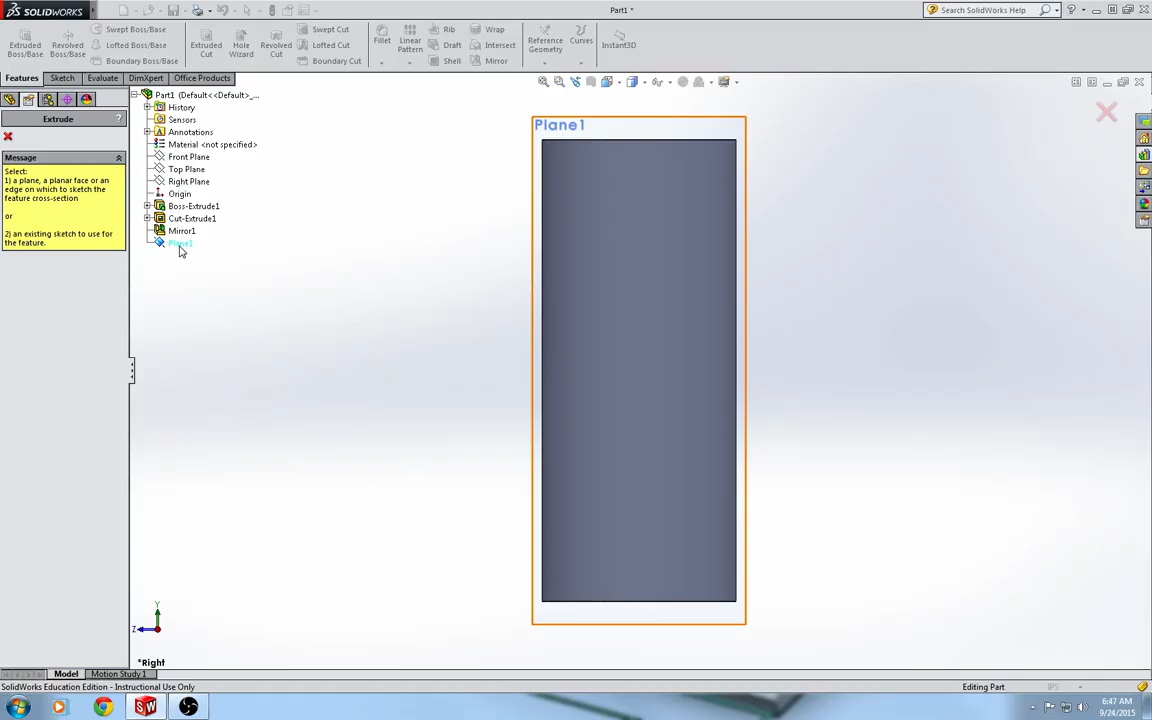 SOLIDWORKS
Part1 *
Search SolidWorks Help
Extruded Boss/Base
Revolved Boss/Base
Swept Boss/Base
Lofted Boss/Base
Boundary Boss/Base
Extruded Cut
Hole Wizard
Revolved Cut
Swept Cut
Lofted Cut
Boundary Cut
Fillet
Linear Pattern
Rib
Draft
Shell
Wrap
Intersect
Mirror
Reference Geometry
Curves
Instant3D
Features
Sketch
Evaluate
DimXpert
Office Products
Extrude
?
Message
Select:
1) a plane, a planar face or an
edge on which to sketch the
feature cross-section
or
2) an existing sketch to use for
the feature.
Part1 (Default<<Default>_...
History
Sensors
Annotations
Material <not specified>
Front Plane
Top Plane
Right Plane
Origin
Boss-Extrude1
Cut-Extrude1
Mirror1
Plane1
Plane1
Y
Z
*Right
Model
Motion Study 1
SolidWorks Education Edition - Instructional Use Only
Editing Part
IPS
6:47 AM
9/24/2015